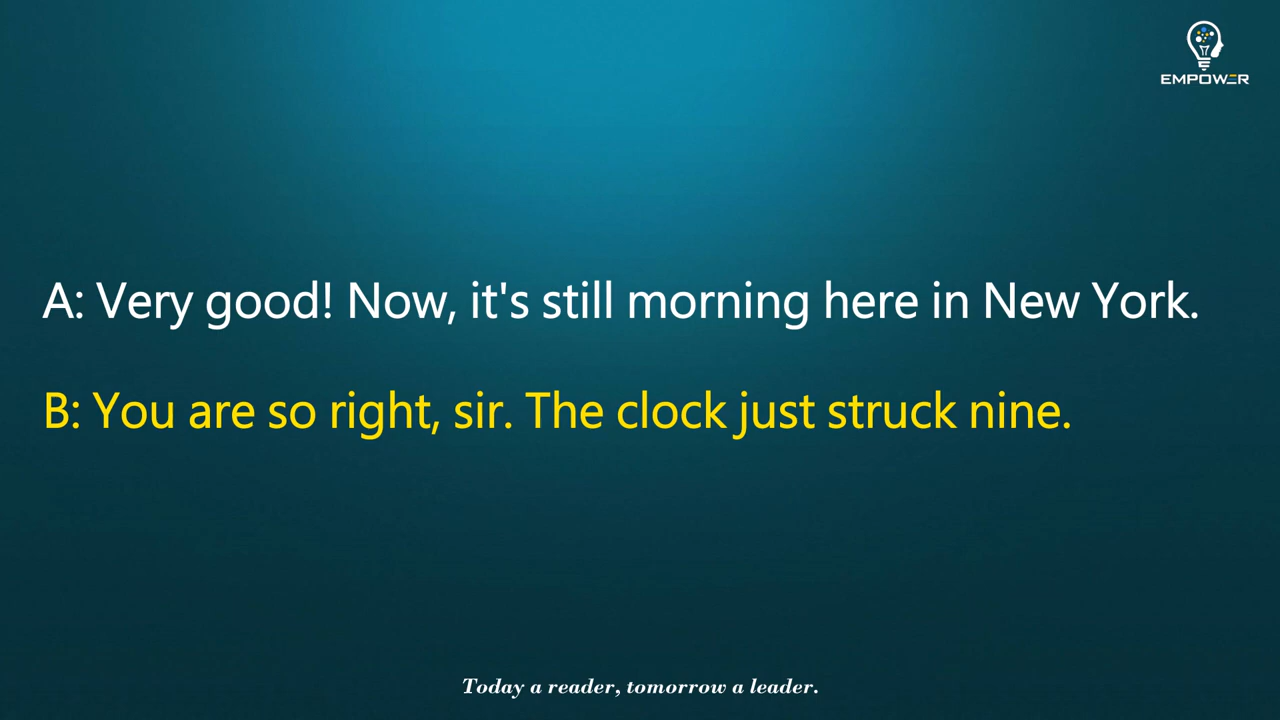 EMPOWER
A: Very good! Now, it's still morning here in New York.
B: You are so right, sir. The clock just struck nine.
Today a reader, tomorrow a leader.